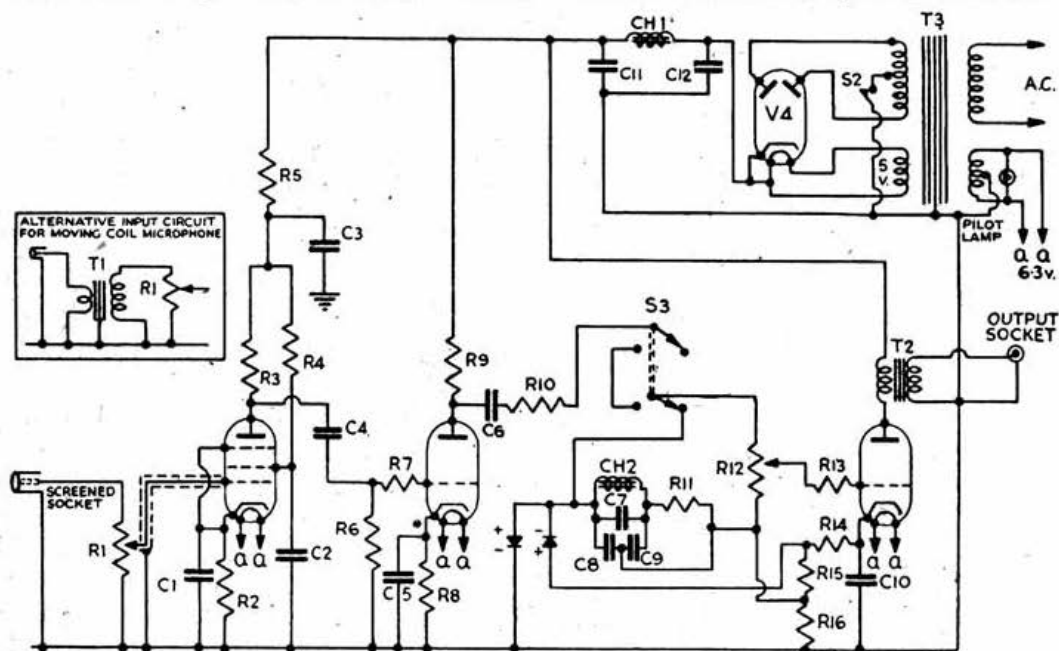 CH1
T3
C11
C12
S2
A.C.
V4
5
V.
R5
PILOT
LAMP
a a
6·3v.
ALTERNATIVE INPUT CIRCUIT
FOR MOVING COIL MICROPHONE
T1
R1
C3
S3
OUTPUT
SOCKET
T2
R3
R4
R9
R10
C6
C4
SCREENED
SOCKET
R7
CH2
C7
R11
R12
R13
R1
R6
C8
C9
R14
a a
a a
a a
C1
C2
C5
R2
R8
R15
C10
R16
+
-
-
+